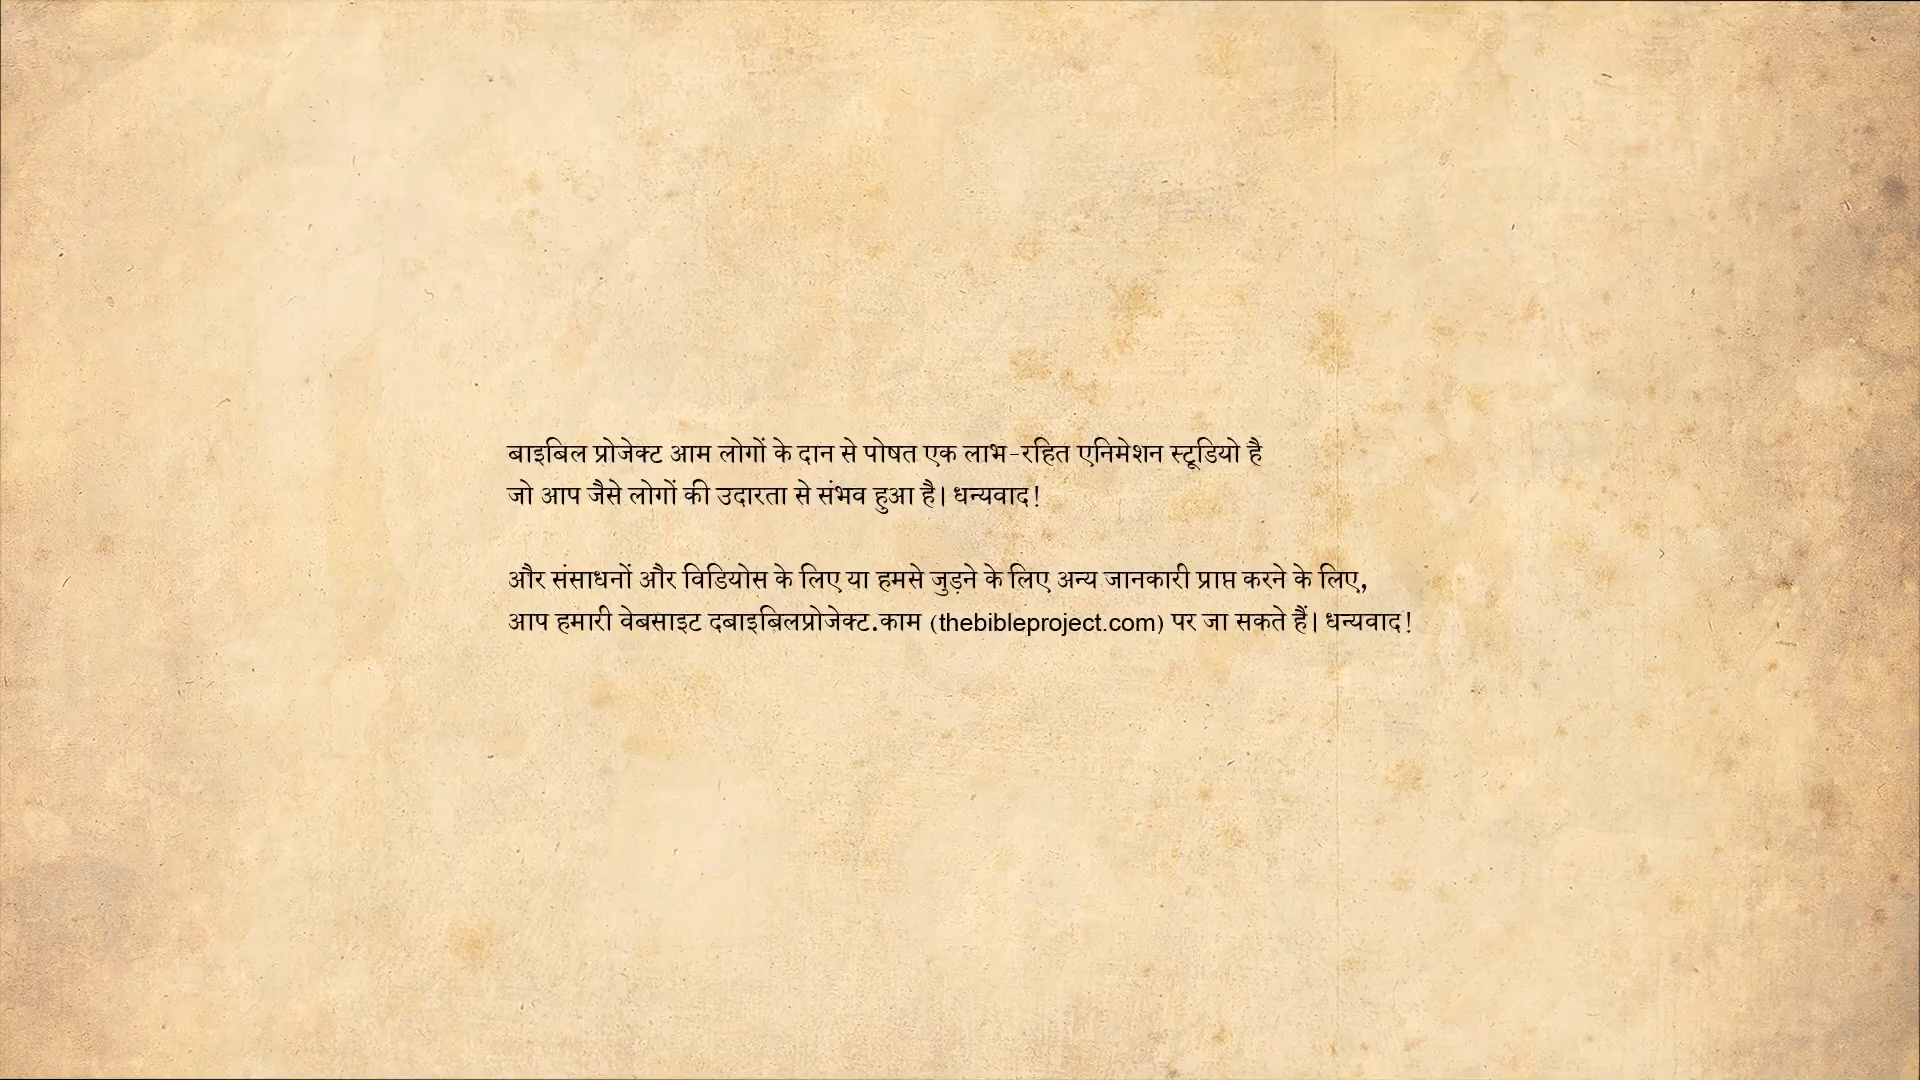 बाइबिल प्रोजेक्ट आम लोगों के दान से पोषत एक लाभ-रहित एनिमेशन स्टूडियो है
जो आप जैसे लोगों की उदारता से संभव हुआ है। धन्यवाद!
और संसाधनों और विडियोस के लिए या हमसे जुड़ने के लिए अन्य जानकारी प्राप्त करने के लिए,
आप हमारी वेबसाइट दबाइबिलप्रोजेक्ट.काम (thebibleproject.com) पर जा सकते हैं। धन्यवाद!